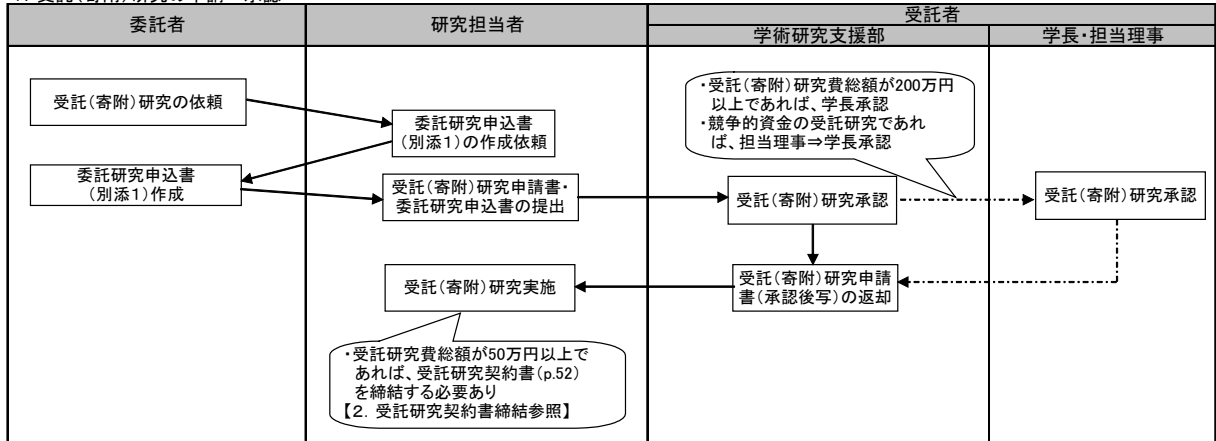 委託者
研究担当者
受託者
学術研究支援部
学長・担当理事
受託(寄附)研究の依頼
委託研究申込書
(別添1)の作成依頼
委託研究申込書
(別添1)作成
受託(寄附)研究申請書・
委託研究申込書の提出
・受託(寄附)研究費総額が200万円
以上であれば、学長承認
・競争的資金の受託研究であれ
ば、担当理事⇒学長承認
受託(寄附)研究承認
受託(寄附)研究承認
受託(寄附)研究申請
書(承認後写)の返却
受託(寄附)研究実施
・受託研究費総額が50万円以上で
あれば、受託研究契約書(p.52)
を締結する必要あり
【2. 受託研究契約書締結参照】